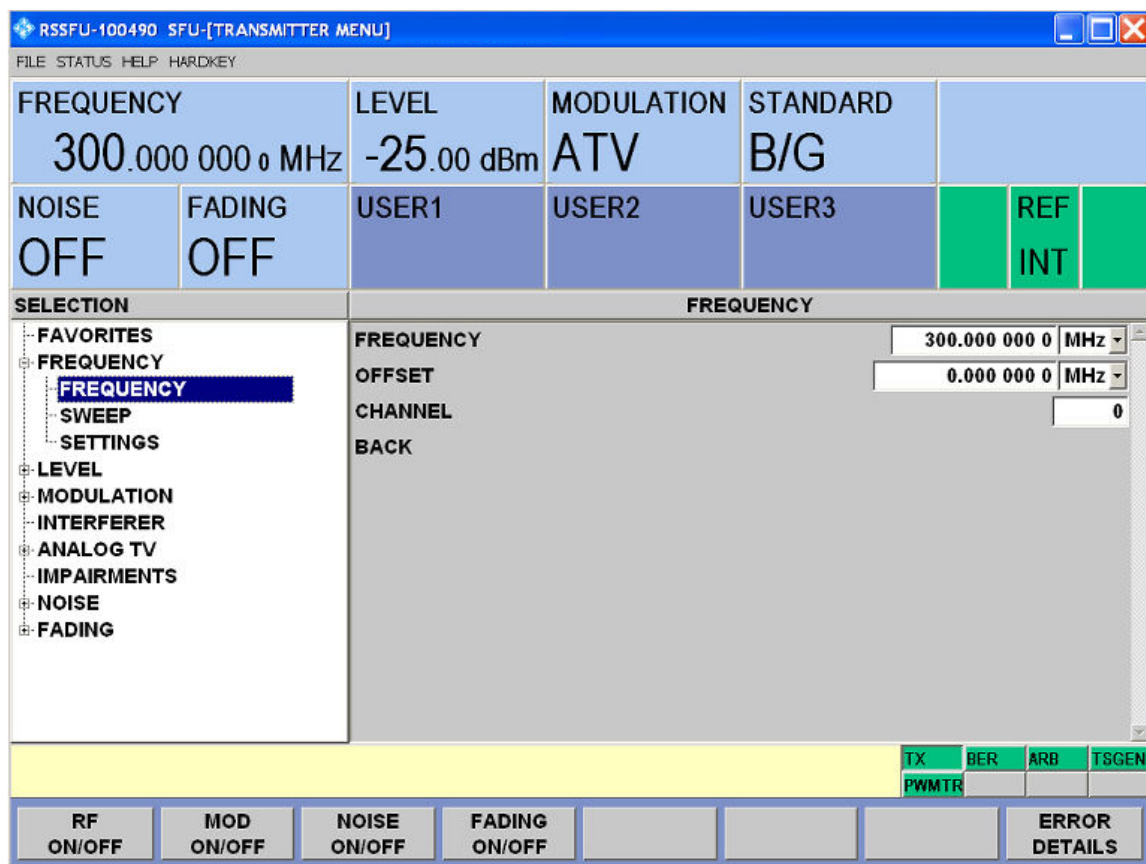 RSSFU-100490 SFU-[TRANSMITTER MENU]
FILE STATUS HELP HARDKEY
FREQUENCY LEVEL MODULATION STANDARD
300.000 000 0 MHz -25.00 dBm ATV B/G
NOISE FADING USER1 USER2 USER3 REF
OFF OFF INT
SELECTION FREQUENCY
FAVORITES
FREQUENCY
FREQUENCY
SWEEP
SETTINGS
LEVEL
MODULATION
INTERFERER
ANALOG TV
IMPAIRMENTS
NOISE
FADING
FREQUENCY 300.000 000 0 MHz
OFFSET 0.000 000 0 MHz
CHANNEL 0
BACK
TX BER ARB TSGEN
PWMTR
RF ON/OFF
MOD ON/OFF
NOISE ON/OFF
FADING ON/OFF
ERROR DETAILS